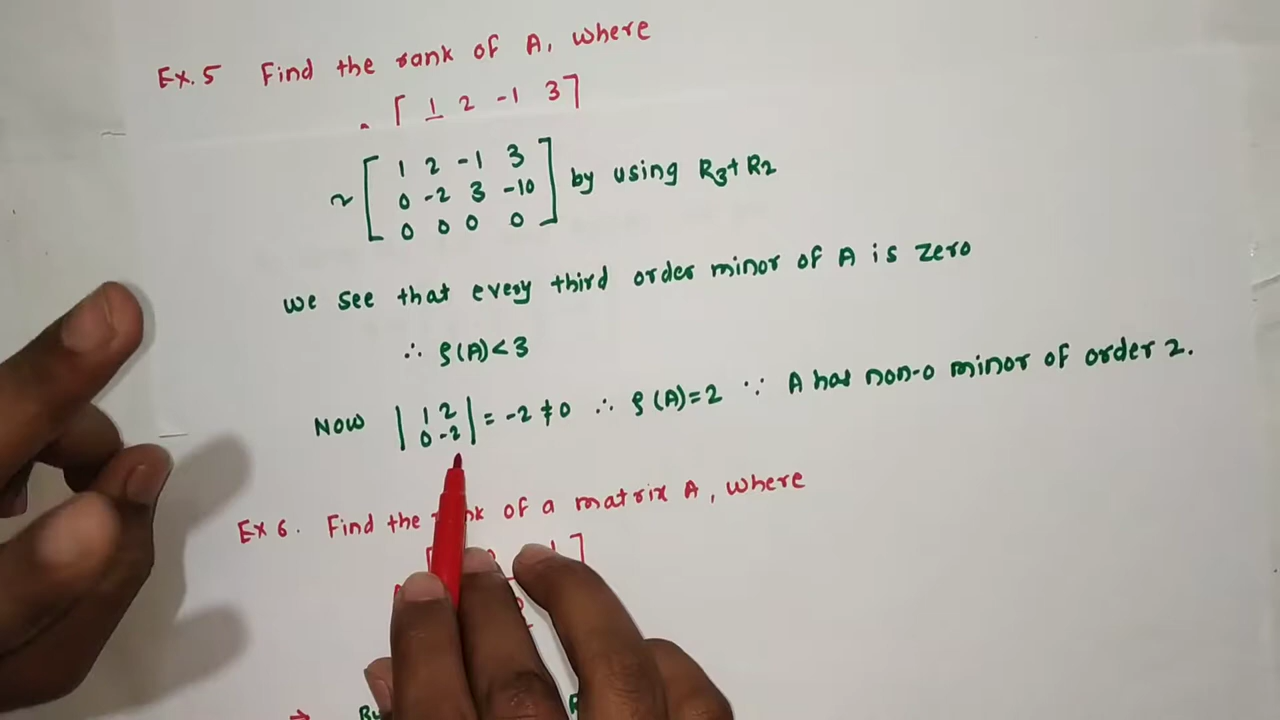 Ex.5 Find the rank of A, where
[ 1 2 -1 3 ]
~ [ 1 2 -1 3
0 -2 3 -10
0 0 0 0 ] by using R3+R2
We see that every third order minor of A is zero
∴ ρ(A)<3
Now | 1 2
0 -2 | = -2 ≠ 0 ∴ ρ(A)=2 ∵ A has non-0 minor of order 2.
Ex 6. Find the of a matrix A, where